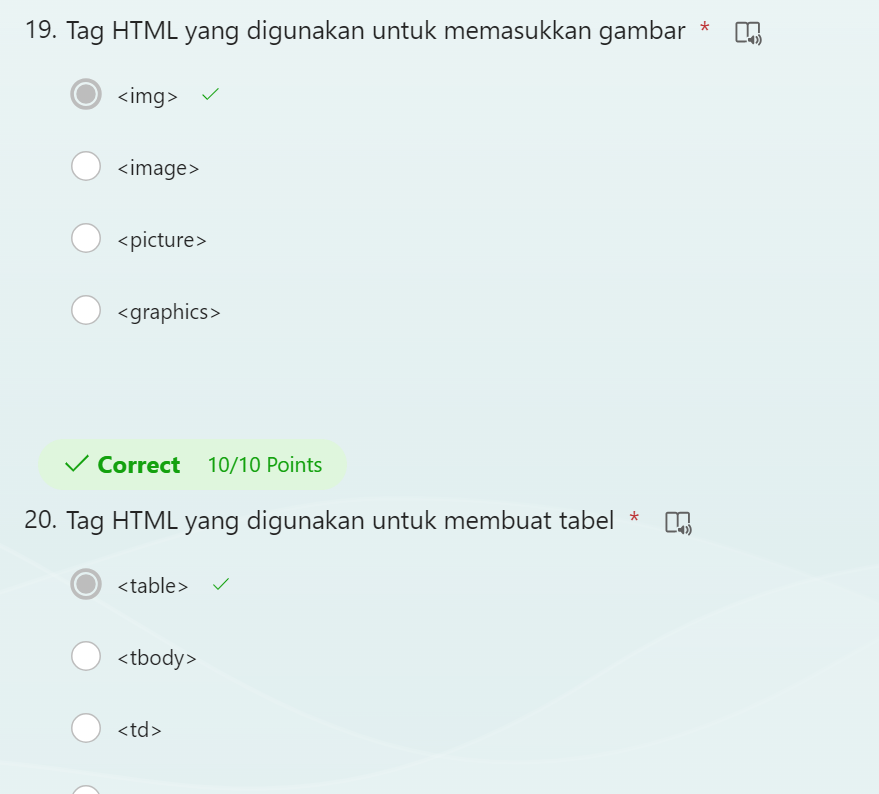 19. Tag HTML yang digunakan untuk memasukkan gambar *
<img>
<image>
<picture>
<graphics>
Correct 10/10 Points
20. Tag HTML yang digunakan untuk membuat tabel *
<table>
<tbody>
<td>